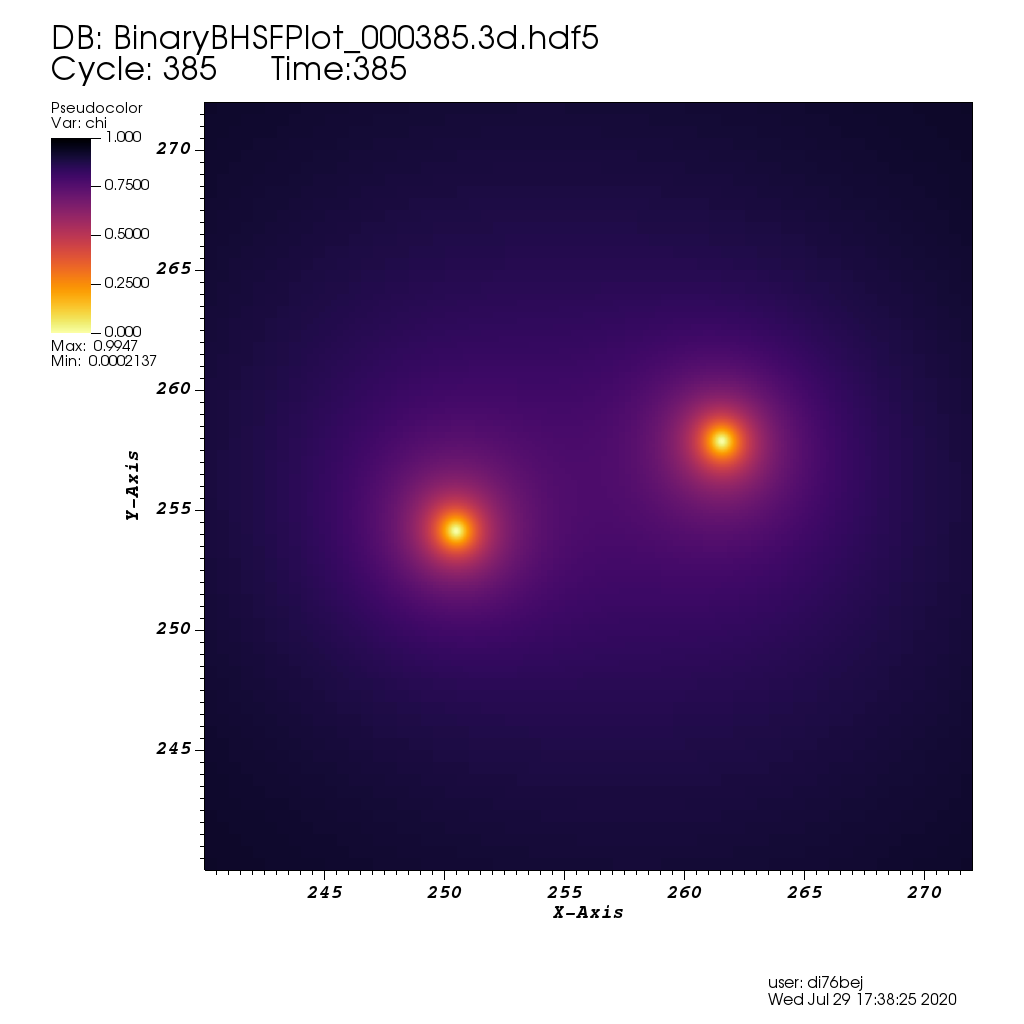 DB: BinaryBHSFPlot_000385.3d.hdf5
Cycle: 385 Time:385
Pseudocolor
Var: chi
1.000
0.7500
0.5000
0.2500
0.000
Max: 0.9947
Min: 0.0002137
270
265
260
255
250
245
Y-Axis
245 250 255 260 265 270
X-Axis
user: di76bej
Wed Jul 29 17:38:25 2020